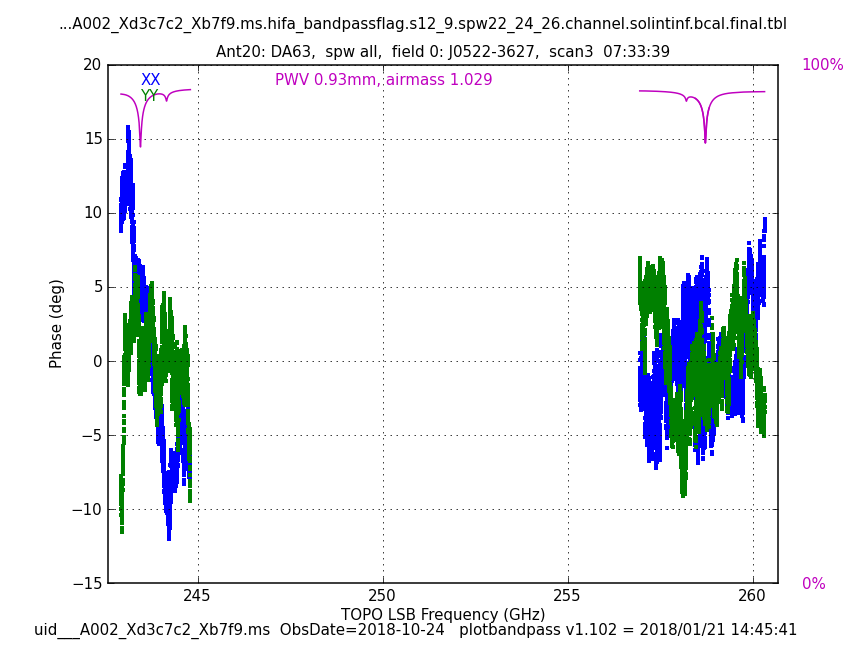 ...A002_Xd3c7c2_Xb7f9.ms.hifa_bandpassflag.s12_9.spw22_24_26.channel.solintinf.bcal.final.tbl
Ant20: DA63,  spw all,  field 0: J0522-3627,  scan3  07:33:39
20
15
10
5
0
−5
−10
−15
Phase (deg)
XX
YY
PWV 0.93mm, airmass 1.029
100%
0%
245
250
255
260
TOPO LSB Frequency (GHz)
uid___A002_Xd3c7c2_Xb7f9.ms  ObsDate=2018-10-24   plotbandpass v1.102 = 2018/01/21 14:45:41